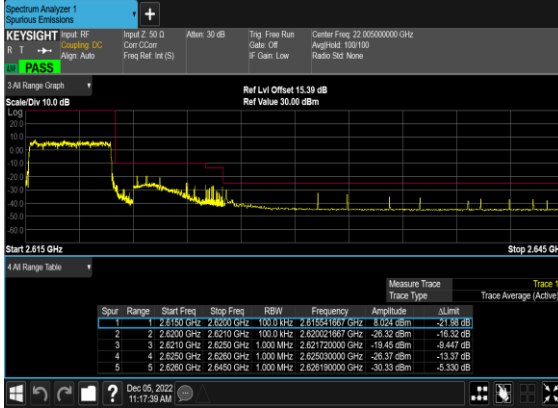 Spectrum Analyzer 1
Spurious Emissions
+
KEYSIGHT Input: RF Input Z: 50 Ω Atten: 30 dB Trig: Free Run Center Freq: 22.005000000 GHz
R T Coupling: DC Corr CCorr Gate: Off Avg|Hold: 100/100
Align: Auto Freq Ref: Int (S) IF Gain: Low Radio Std: None
LXI PASS
3 All Range Graph
Ref Lvl Offset 15.39 dB
Scale/Div 10.0 dB Ref Value 30.00 dBm
Log
20.0
10.0
0.00
-10.0
-20.0
-30.0
-40.0
-50.0
-60.0
Start 2.615 GHz Stop 2.645 GH
4 All Range Table
Measure Trace Trace 1
Trace Type Trace Average (Active)
Spur Range Start Freq Stop Freq RBW Frequency Amplitude ΔLimit
1 1 2.6150 GHz 2.6200 GHz 100.0 kHz 2.615541667 GHz 8.024 dBm -21.98 dB
2 2 2.6200 GHz 2.6210 GHz 100.0 kHz 2.620021667 GHz -26.32 dBm -16.32 dB
3 3 2.6210 GHz 2.6250 GHz 1.000 MHz 2.621720000 GHz -19.45 dBm -9.447 dB
4 4 2.6250 GHz 2.6260 GHz 1.000 MHz 2.625030000 GHz -26.37 dBm -13.37 dB
5 5 2.6260 GHz 2.6450 GHz 1.000 MHz 2.626190000 GHz -30.33 dBm -5.330 dB
? Dec 05, 2022
11:17:39 AM